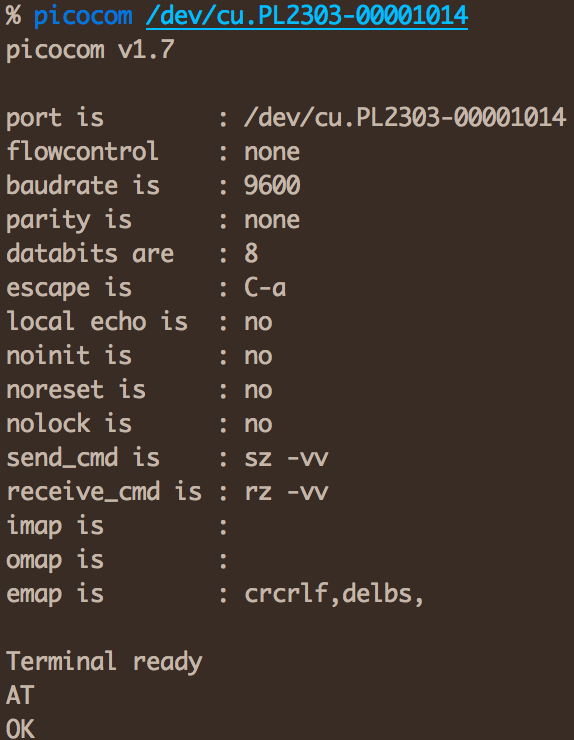 % picocom /dev/cu.PL2303-00001014
picocom v1.7
port is : /dev/cu.PL2303-00001014
flowcontrol : none
baudrate is : 9600
parity is : none
databits are : 8
escape is : C-a
local echo is : no
noinit is : no
noreset is : no
nolock is : no
send_cmd is : sz -vv
receive_cmd is : rz -vv
imap is :
omap is :
emap is : crcrlf,delbs,
Terminal ready
AT
OK